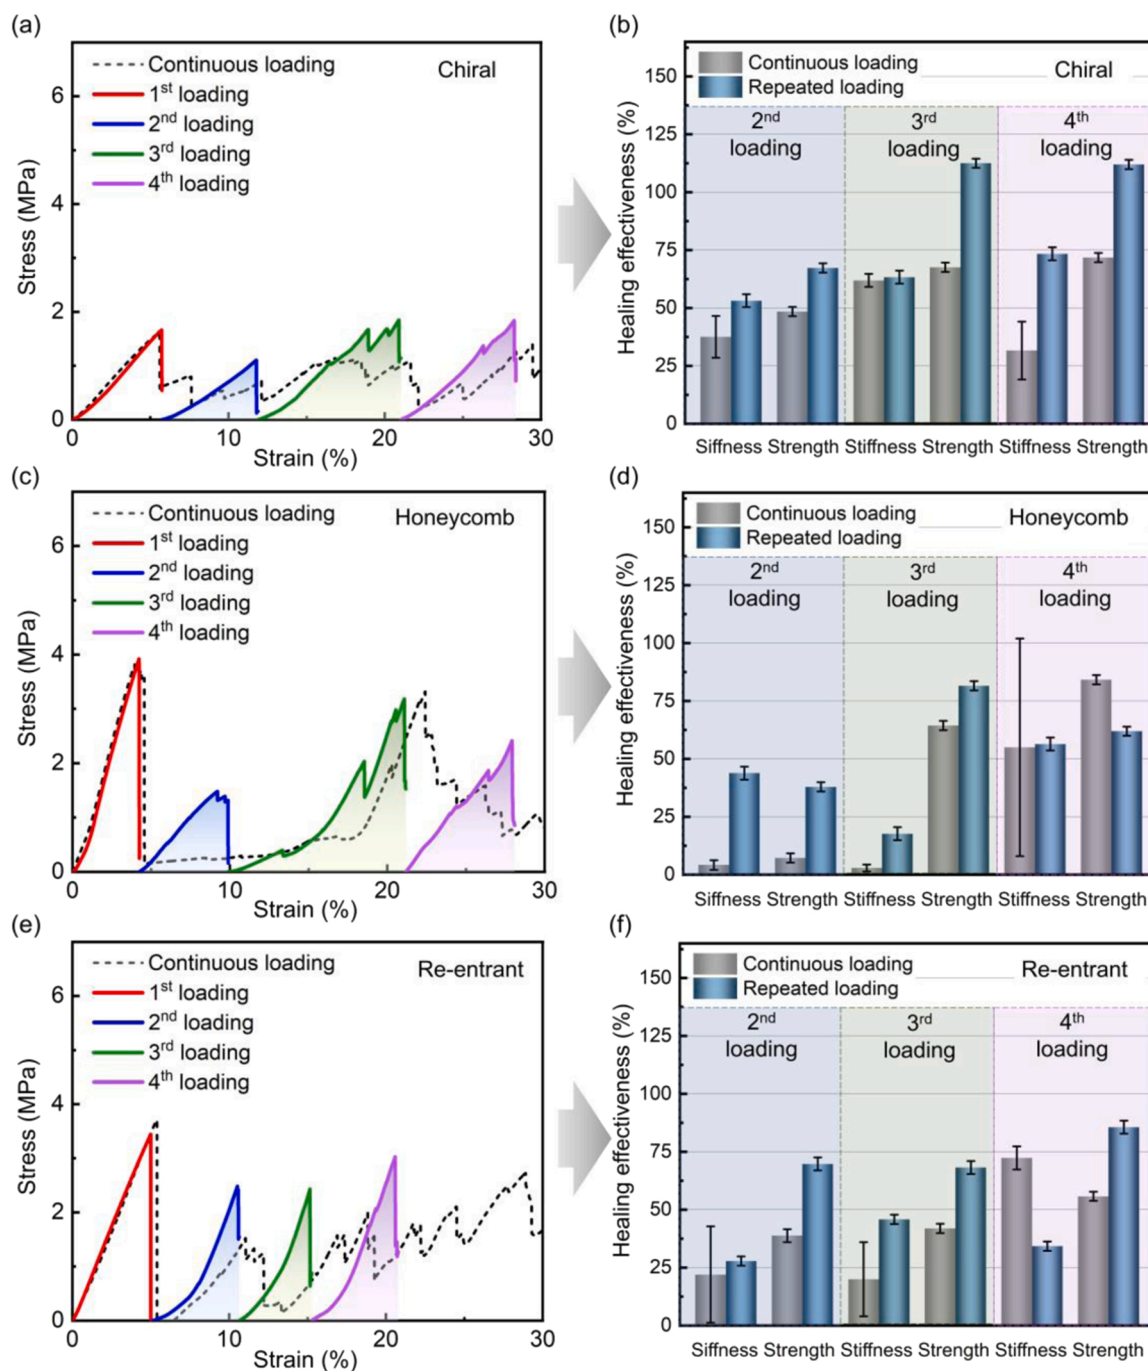 (a)
6
4
2
0
0 10 20 30
Stress (MPa)
Strain (%)
Continuous loading
1st loading
2nd loading
3rd loading
4th loading
Chiral
(b)
150
125
100
75
50
25
0
Healing effectiveness (%)
Continuous loading
Repeated loading
Chiral
2nd loading
3rd loading
4th loading
Siffness Strength Stiffness Strength Stiffness Strength
(c)
6
4
2
0
0 10 20 30
Stress (MPa)
Strain (%)
Continuous loading
1st loading
2nd loading
3rd loading
4th loading
Honeycomb
(d)
150
125
100
75
50
25
0
Healing effectiveness (%)
Continuous loading
Repeated loading
Honeycomb
2nd loading
3rd loading
4th loading
Siffness Strength Stiffness Strength Stiffness Strength
(e)
6
4
2
0
0 10 20 30
Stress (MPa)
Strain (%)
Continuous loading
1st loading
2nd loading
3rd loading
4th loading
Re-entrant
(f)
150
125
100
75
50
25
0
Healing effectiveness (%)
Continuous loading
Repeated loading
Re-entrant
2nd loading
3rd loading
4th loading
Siffness Strength Stiffness Strength Stiffness Strength